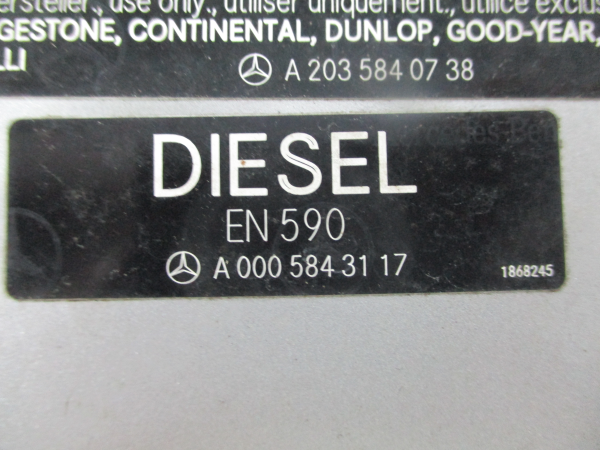 ersteller., use only., utiliser uniquement., utilice exclus
GESTONE, CONTINENTAL, DUNLOP, GOOD-YEAR,
LLI
A 203 584 07 38
DIESEL
EN 590
A 000 584 31 17
1868245